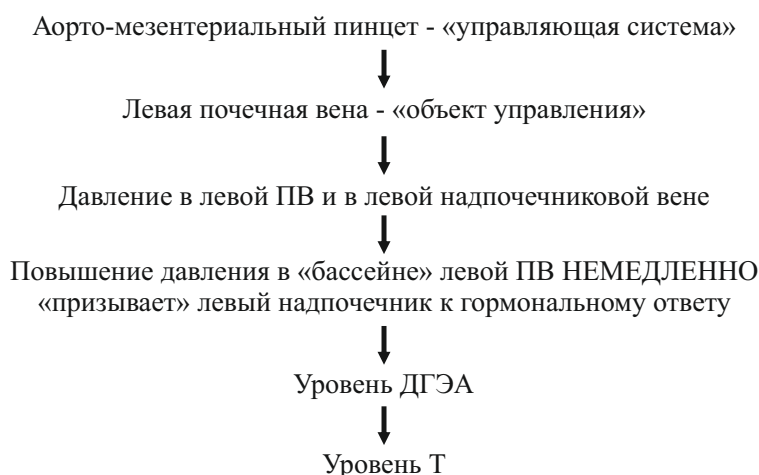 Аорто-мезентериальный пинцет - «управляющая система»
Левая почечная вена - «объект управления»
Давление в левой ПВ и в левой надпочечниковой вене
Повышение давления в «бассейне» левой ПВ НЕМЕДЛЕННО
«призывает» левый надпочечник к гормональному ответу
Уровень ДГЭА
Уровень Т